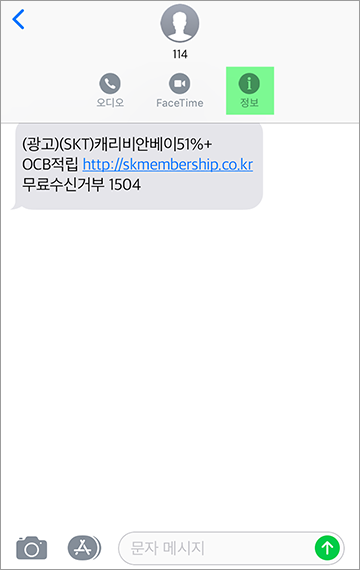 114
오디오 FaceTime 정보
(광고)(SKT)캐리비안베이51%+
OCB적립 http://skmembership.co.kr
무료수신거부 1504
문자 메시지